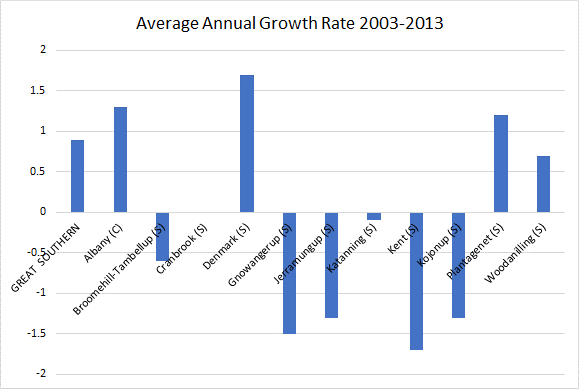 Average Annual Growth Rate 2003-2013
2
1.5
1
0.5
0
-0.5
-1
-1.5
-2
GREAT SOUTHERN
Albany (C)
Broomehill-Tambellup (S)
Cranbrook (S)
Denmark (S)
Gnowangerup (S)
Jerramungup (S)
Katanning (S)
Kent (S)
Kojonup (S)
Plantagenet (S)
Woodanilling (S)